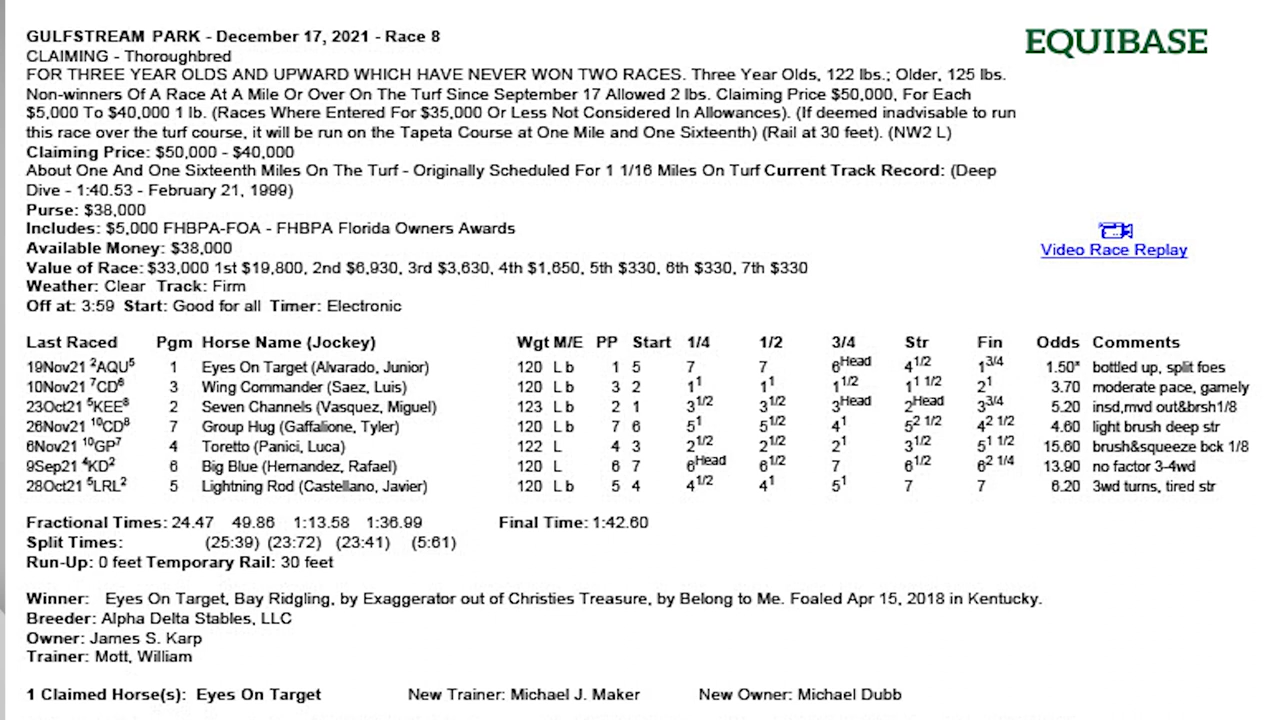 GULFSTREAM PARK - December 17, 2021 - Race 8
EQUIBASE
CLAIMING - Thoroughbred
FOR THREE YEAR OLDS AND UPWARD WHICH HAVE NEVER WON TWO RACES. Three Year Olds, 122 lbs.; Older, 125 lbs.
Non-winners Of A Race At A Mile Or Over On The Turf Since September 17 Allowed 2 lbs. Claiming Price $50,000, For Each
$5,000 To $40,000 1 lb. (Races Where Entered For $35,000 Or Less Not Considered In Allowances). (If deemed inadvisable to run
this race over the turf course, it will be run on the Tapeta Course at One Mile and One Sixteenth) (Rail at 30 feet). (NW2 L)
Claiming Price: $50,000 - $40,000
About One And One Sixteenth Miles On The Turf - Originally Scheduled For 1 1/16 Miles On Turf Current Track Record: (Deep
Dive - 1:40.53 - February 21, 1999)
Purse: $38,000
Includes: $5,000 FHBPA-FOA - FHBPA Florida Owners Awards
Available Money: $38,000
Video Race Replay
Value of Race: $33,000 1st $19,800, 2nd $6,930, 3rd $3,630, 4th $1,650, 5th $330, 6th $330, 7th $330
Weather: Clear Track: Firm
Off at: 3:59 Start: Good for all Timer: Electronic
Last Raced Pgm Horse Name (Jockey) Wgt M/E PP Start 1/4 1/2 3/4 Str Fin Odds Comments
19Nov21 2AQU5 1 Eyes On Target (Alvarado, Junior) 120 L b 1 5 7 7 6Head 41/2 13/4 1.50* bottled up, split foes
10Nov21 7CD6 3 Wing Commander (Saez, Luis) 120 L b 3 2 11 11 11/2 11 1/2 21 3.70 moderate pace, gamely
23Oct21 5KEE8 2 Seven Channels (Vasquez, Miguel) 123 L b 2 1 31/2 31/2 3Head 2Head 33/4 5.20 insd,mvd out&brsh1/8
26Nov21 10CD8 7 Group Hug (Gaffalione, Tyler) 120 L b 7 6 51 51/2 41 52 1/2 42 1/2 4.60 light brush deep str
6Nov21 10GP7 4 Toretto (Panici, Luca) 122 L 4 3 21/2 21/2 21 31/2 51 1/2 15.60 brush&squeeze bck 1/8
9Sep21 4KD2 6 Big Blue (Hernandez, Rafael) 120 L 6 7 6Head 61/2 7 61/2 62 1/4 13.90 no factor 3-4wd
28Oct21 5LRL2 5 Lightning Rod (Castellano, Javier) 120 L b 5 4 41/2 41 51 7 7 6.20 3wd turns, tired str
Fractional Times: 24.47 49.86 1:13.58 1:36.99 Final Time: 1:42.60
Split Times: (25:39) (23:72) (23:41) (5:61)
Run-Up: 0 feet Temporary Rail: 30 feet
Winner: Eyes On Target, Bay Ridgling, by Exaggerator out of Christies Treasure, by Belong to Me. Foaled Apr 15, 2018 in Kentucky.
Breeder: Alpha Delta Stables, LLC
Owner: James S. Karp
Trainer: Mott, William
1 Claimed Horse(s): Eyes On Target New Trainer: Michael J. Maker New Owner: Michael Dubb